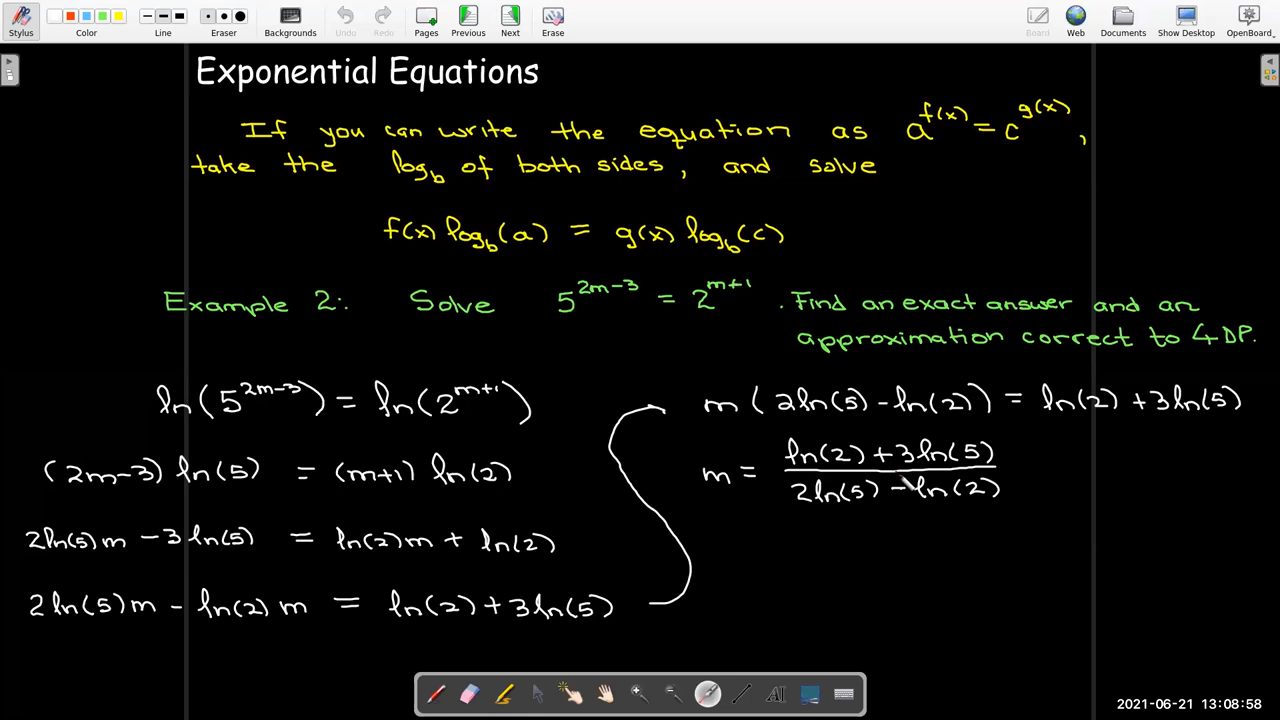 Stylus Color Line Eraser Backgrounds Undo Redo Pages Previous Next Erase Board Web Documents Show Desktop OpenBoard
Exponential Equations
If you can write the equation as a^{f(x)} = c^{g(x)},
take the log_b of both sides, and solve
f(x) log_b(a) = g(x) log_b(c)
Example 2: Solve 5^{2m-3} = 2^{m+1}. Find an exact answer and an
approximation correct to 4 DP.
ln(5^{2m-3}) = ln(2^{m+1})
(2m-3) ln(5) = (m+1) ln(2)
2ln(5)m - 3ln(5) = ln(2)m + ln(2)
2ln(5)m - ln(2)m = ln(2) + 3ln(5)
m(2ln(5) - ln(2)) = ln(2) + 3ln(5)
m = \frac{ln(2) + 3ln(5)}{2ln(5) - ln(2)}
AI
2021-06-21 13:08:58